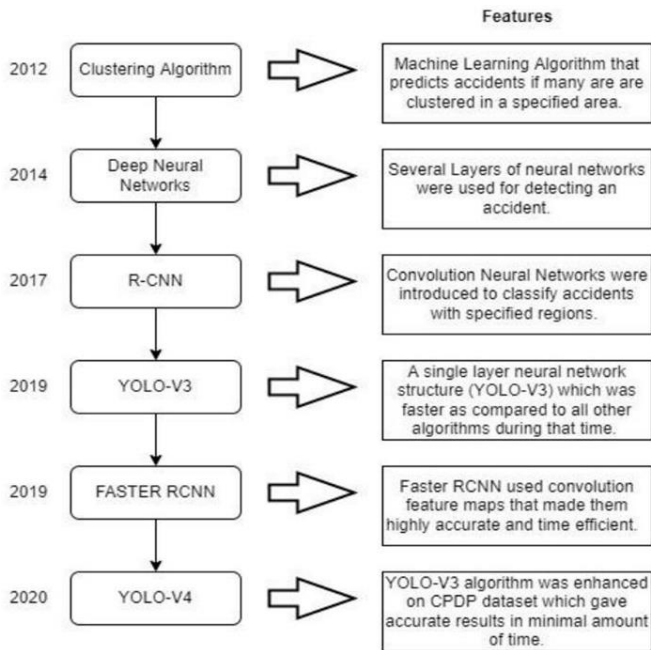 Features
2012
Clustering Algorithm
Machine Learning Algorithm that
predicts accidents if many are are
clustered in a specified area.
2014
Deep Neural
Networks
Several Layers of neural networks
were used for detecting an
accident.
2017
R-CNN
Convolution Neural Networks were
introduced to classify accidents
with specified regions.
2019
YOLO-V3
A single layer neural network
structure (YOLO-V3) which was
faster as compared to all other
algorithms during that time.
2019
FASTER RCNN
Faster RCNN used convolution
feature maps that made them
highly accurate and time efficient.
2020
YOLO-V4
YOLO-V3 algorithm was enhanced
on CPDP dataset which gave
accurate results in minimal amount
of time.